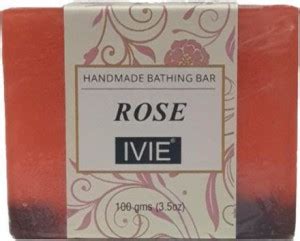 HANDMADE BATHING BAR
ROSE
IVIE®
100 gms (3.5oz)